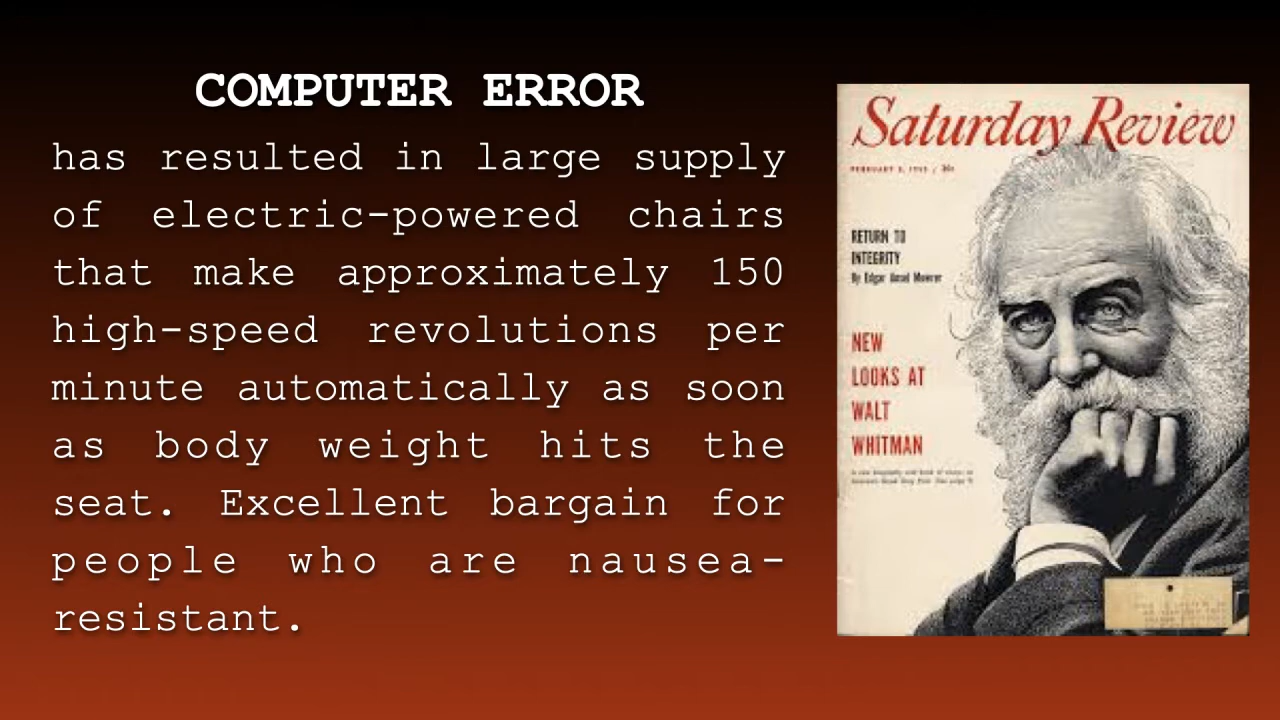 COMPUTER ERROR
has resulted in large supply
of electric-powered chairs
that make approximately 150
high-speed revolutions per
minute automatically as soon
as body weight hits the
seat. Excellent bargain for
people who are nausea-
resistant.
Saturday Review
RETURN TO
INTEGRITY
By Edgar Ansel Mowrer
NEW
LOOKS AT
WALT
WHITMAN